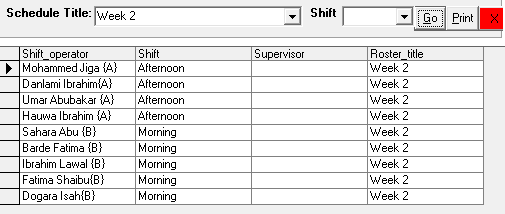 Schedule Title: Week 2 Shift Go Print X
Shift_operator Shift Supervisor Roster_title
Mohammed Jiga {A} Afternoon Week 2
Danlami Ibrahim{A} Afternoon Week 2
Umar Abubakar {A} Afternoon Week 2
Hauwa Ibrahim {A} Afternoon Week 2
Sahara Abu {B} Morning Week 2
Barde Fatima {B} Morning Week 2
Ibrahim Lawal {B} Morning Week 2
Fatima Shaibu{B} Morning Week 2
Dogara Isah{B} Morning Week 2